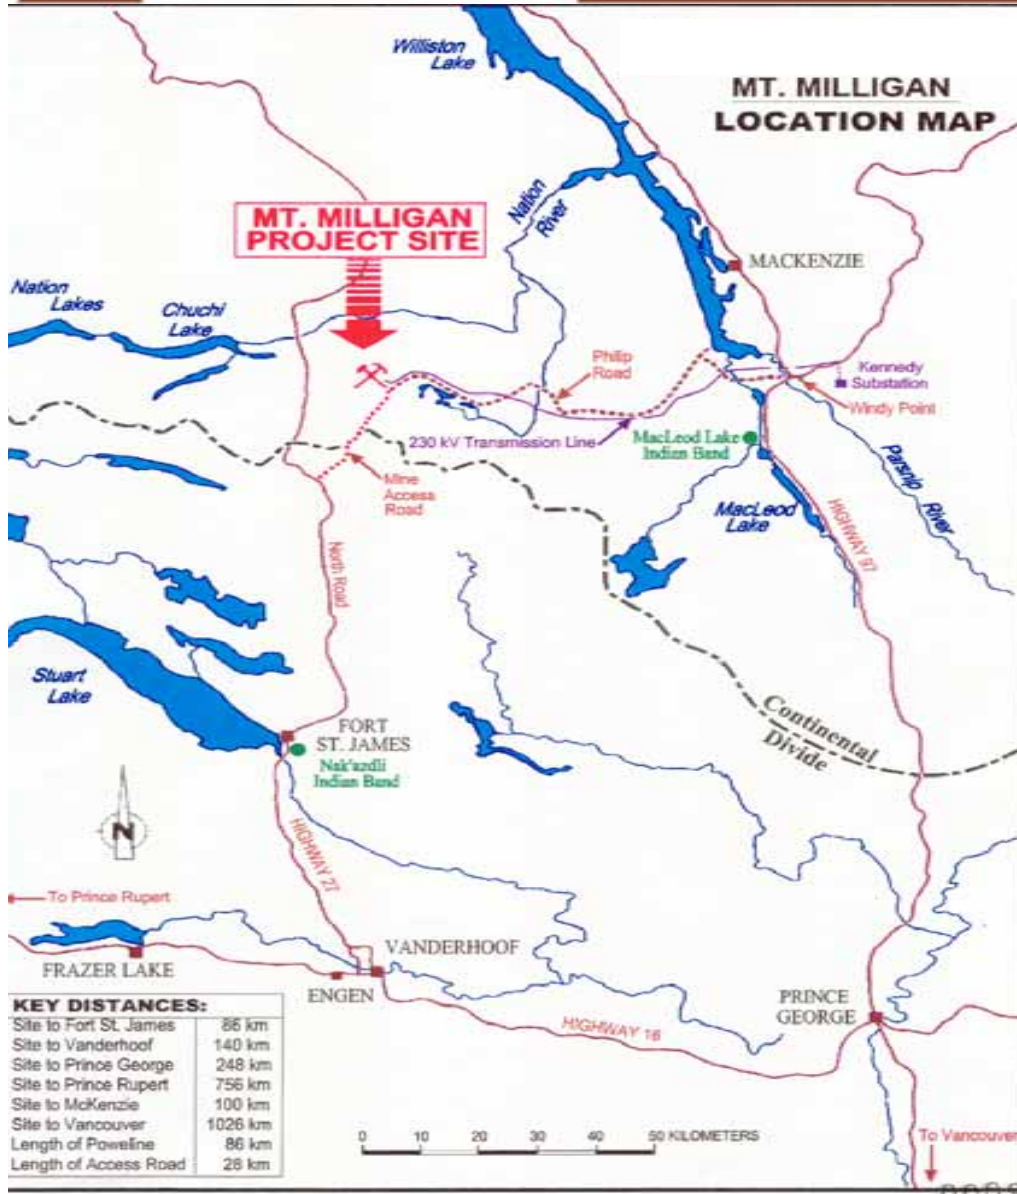 Williston
Lake
MT. MILLIGAN
LOCATION MAP
Nation
River
MT. MILLIGAN
PROJECT SITE
MACKENZIE
Nation
Lakes
Chuchi
Lake
Philip
Road
Kennedy
Substation
Windy Point
230 kV Transmission Line
MacLeod Lake
Indian Band
Mine
Access
Road
MacLeod
Lake
Parsnip
River
HIGHWAY 97
North Road
Stuart
Lake
FORT
ST. JAMES
Nak'azdli
Indian Band
Continental
Divide
N
HIGHWAY 27
To Prince Rupert
VANDERHOOF
FRAZER LAKE
ENGEN
PRINCE
GEORGE
HIGHWAY 16
KEY DISTANCES:
Site to Fort St. James 86 km
Site to Vanderhoof 140 km
Site to Prince George 248 km
Site to Prince Rupert 756 km
Site to McKenzie 100 km
Site to Vancouver 1026 km
Length of Poweline 86 km
Length of Access Road 28 km
0 10 20 30 40 50 KILOMETERS
To Vancouver